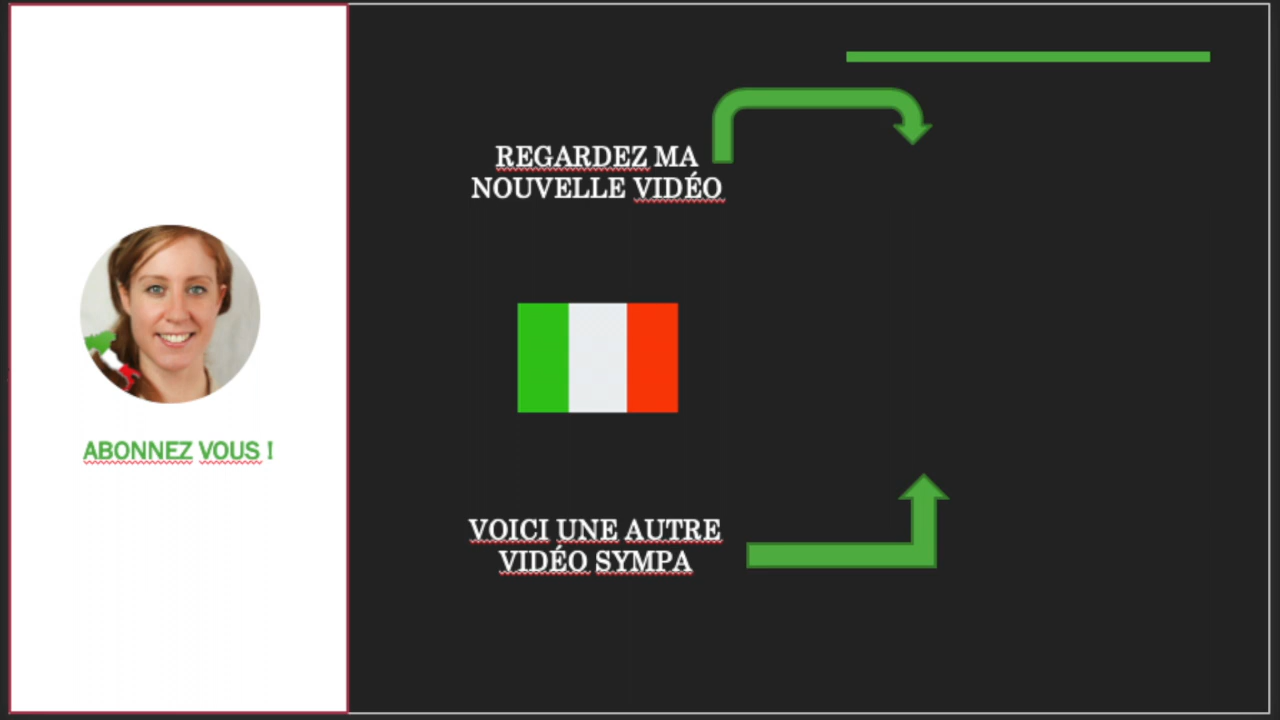 REGARDEZ MA
NOUVELLE VIDÉO
ABONNEZ VOUS !
VOICI UNE AUTRE
VIDÉO SYMPA